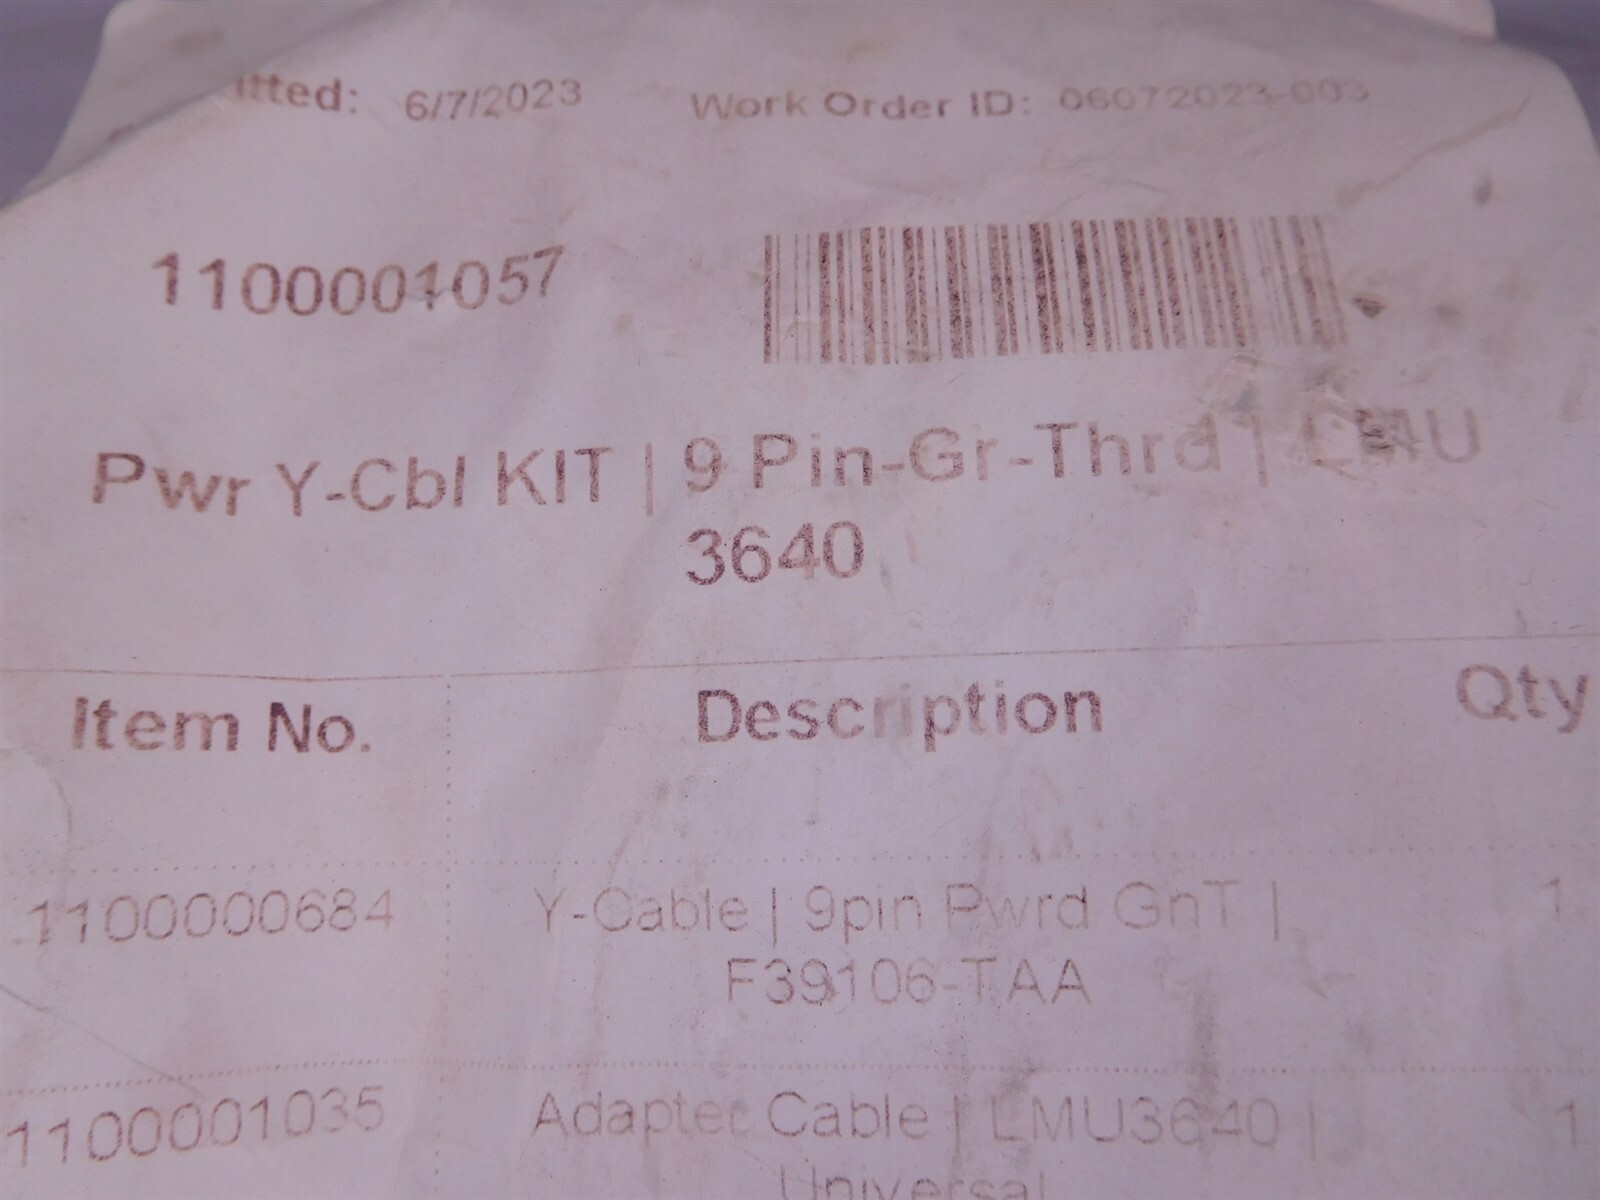 itted: 6/7/2023 Work Order ID: 06072023-003
1100001057
Pwr Y-Cbl KIT | 9 Pin-Gr-Thrd | LMU
3640
Item No. Description Qty
1100000684 Y-Cable | 9pin Pwrd GnT | 1
F39106-TAA
1100001035 Adapter Cable | LMU3640 | 1
Universal